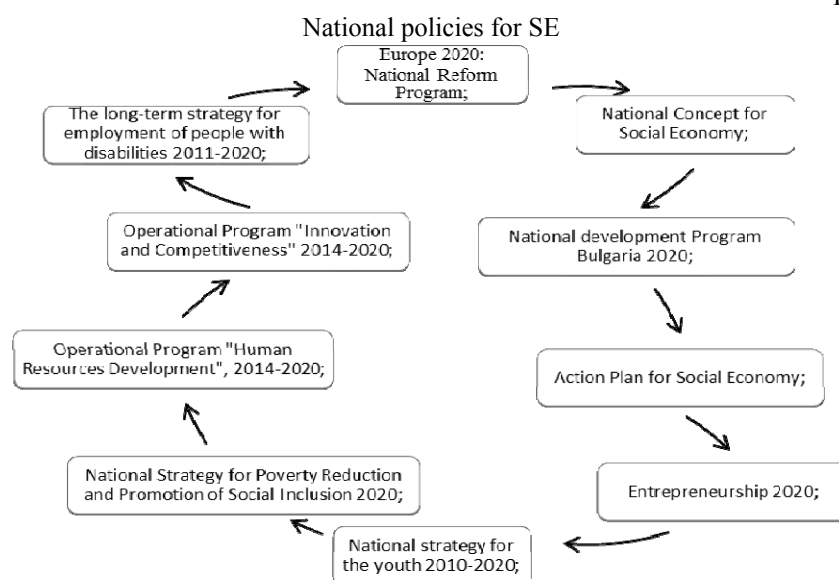 National policies for SE
Europe 2020:
National Reform
Program;
National Concept for
Social Economy;
National development Program
Bulgaria 2020;
Action Plan for Social Economy;
Entrepreneurship 2020;
National strategy for
the youth 2010-2020;
National Strategy for Poverty Reduction
and Promotion of Social Inclusion 2020;
Operational Program "Human
Resources Development", 2014-2020;
Operational Program "Innovation
and Competitiveness" 2014-2020;
The long-term strategy for
employment of people with
disabilities 2011-2020;